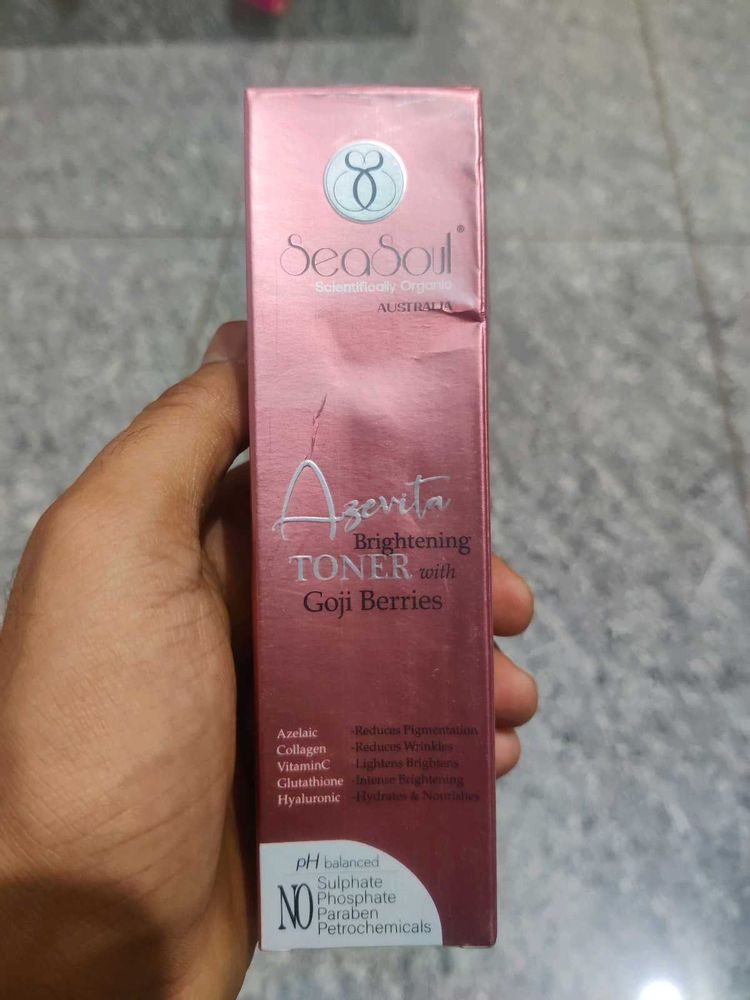 SeaSoul®
Scientifically Organic
AUSTRALIA
Azevita
Brightening
TONER with
Goji Berries
Azelaic -Reduces Pigmentation
Collagen -Reduces Wrinkles
VitaminC -Lightens Brightens
Glutathione -Intense Brightening
Hyaluronic -Hydrates & Nourishes
pH balanced
NO Sulphate
Phosphate
Paraben
Petrochemicals